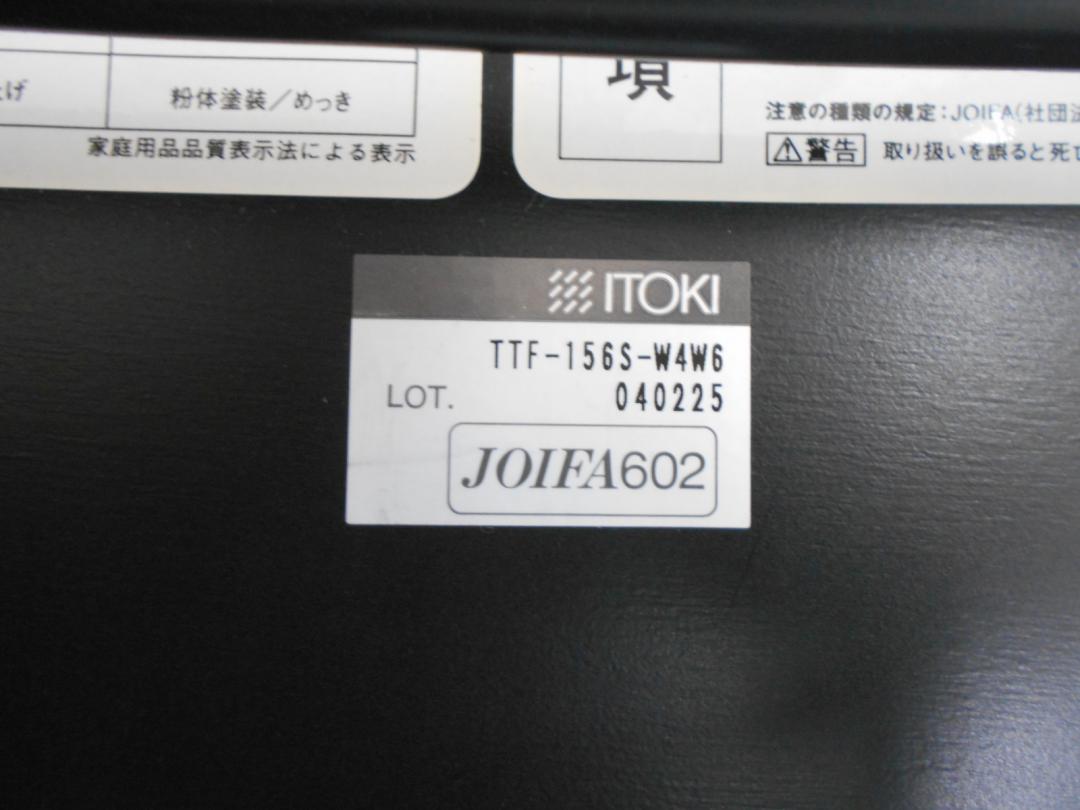 げ
粉体塗装／めっき
家庭用品品質表示法による表示
項
注意の種類の規定：JOIFA(社団法
⚠警告 取り扱いを誤ると死亡
ITOKI
TTF-156S-W4W6
LOT. 040225
JOIFA602